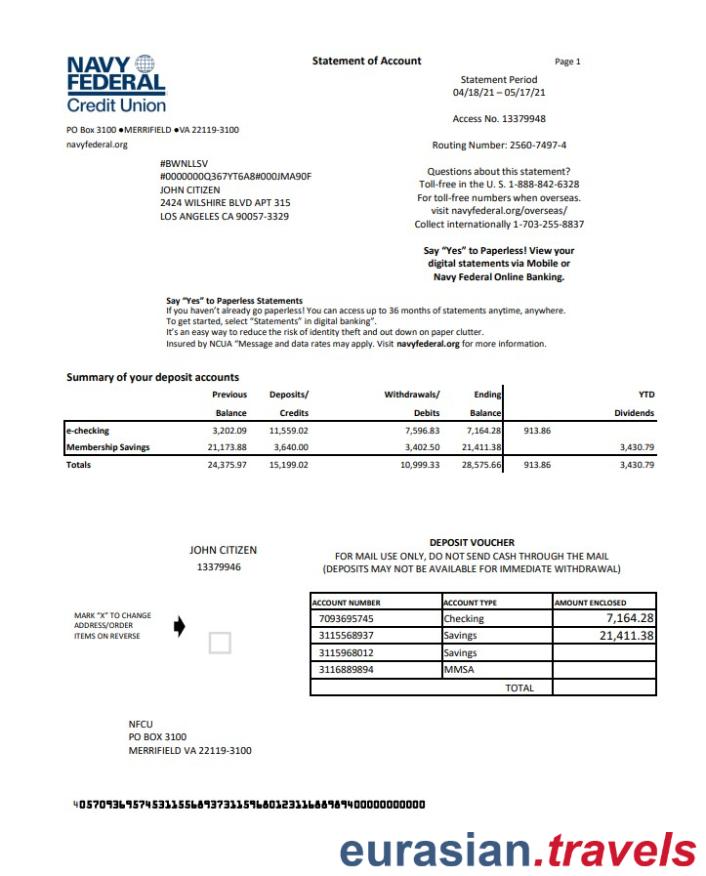 NAVY
FEDERAL
Credit Union
Statement of Account
Page 1
Statement Period
04/18/21 – 05/17/21
Access No. 13379948
PO Box 3100 ●MERRIFIELD ●VA 22119-3100
navyfederal.org
Routing Number: 2560-7497-4
#BWNLLSV
#0000000Q367YT6A8#000JMA90F
JOHN CITIZEN
2424 WILSHIRE BLVD APT 315
LOS ANGELES CA 90057-3329
Questions about this statement?
Toll-free in the U. S. 1-888-842-6328
For toll-free numbers when overseas.
visit navyfederal.org/overseas/
Collect internationally 1-703-255-8837
Say “Yes” to Paperless! View your
digital statements via Mobile or
Navy Federal Online Banking.
Say “Yes” to Paperless Statements
If you haven’t already go paperless! You can access up to 36 months of statements anytime, anywhere.
To get started, select “Statements” in digital banking”.
It’s an easy way to reduce the risk of identity theft and out down on paper clutter.
Insured by NCUA “Message and data rates may apply. Visit navyfederal.org for more information.
Summary of your deposit accounts
Previous Deposits/ Withdrawals/ Ending YTD
Balance Credits Debits Balance Dividends
e-checking 3,202.09 11,559.02 7,596.83 7,164.28 913.86
Membership Savings 21,173.88 3,640.00 3,402.50 21,411.38 3,430.79
Totals 24,375.97 15,199.02 10,999.33 28,575.66 913.86 3,430.79
JOHN CITIZEN
13379946
DEPOSIT VOUCHER
FOR MAIL USE ONLY, DO NOT SEND CASH THROUGH THE MAIL
(DEPOSITS MAY NOT BE AVAILABLE FOR IMMEDIATE WITHDRAWAL)
MARK “X” TO CHANGE
ADDRESS/ORDER
ITEMS ON REVERSE
ACCOUNT NUMBER ACCOUNT TYPE AMOUNT ENCLOSED
7093695745 Checking 7,164.28
3115568937 Savings 21,411.38
3115968012 Savings
3116889894 MMSA
TOTAL
NFCU
PO BOX 3100
MERRIFIELD VA 22119-3100
405709369574531155689373115968012311688989400000000000
eurasian.travels